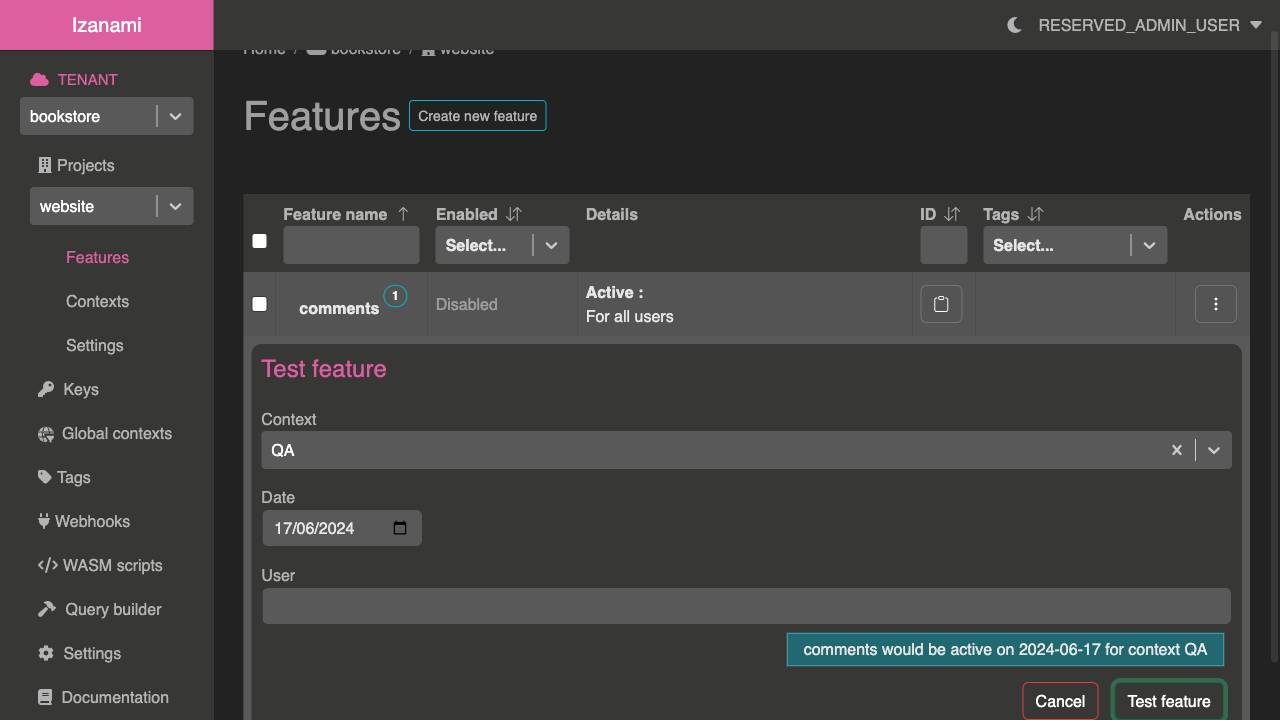 Izanami
RESERVED_ADMIN_USER
Home / bookstore / website
TENANT
bookstore
Projects
website
Features
Contexts
Settings
Keys
Global contexts
Tags
Webhooks
WASM scripts
Query builder
Settings
Documentation
Features
Create new feature
Feature name Enabled Details ID Tags Actions
Select... Select...
comments 1 Disabled Active :
For all users
Test feature
Context
QA
Date
17/06/2024
User
comments would be active on 2024-06-17 for context QA
Cancel Test feature